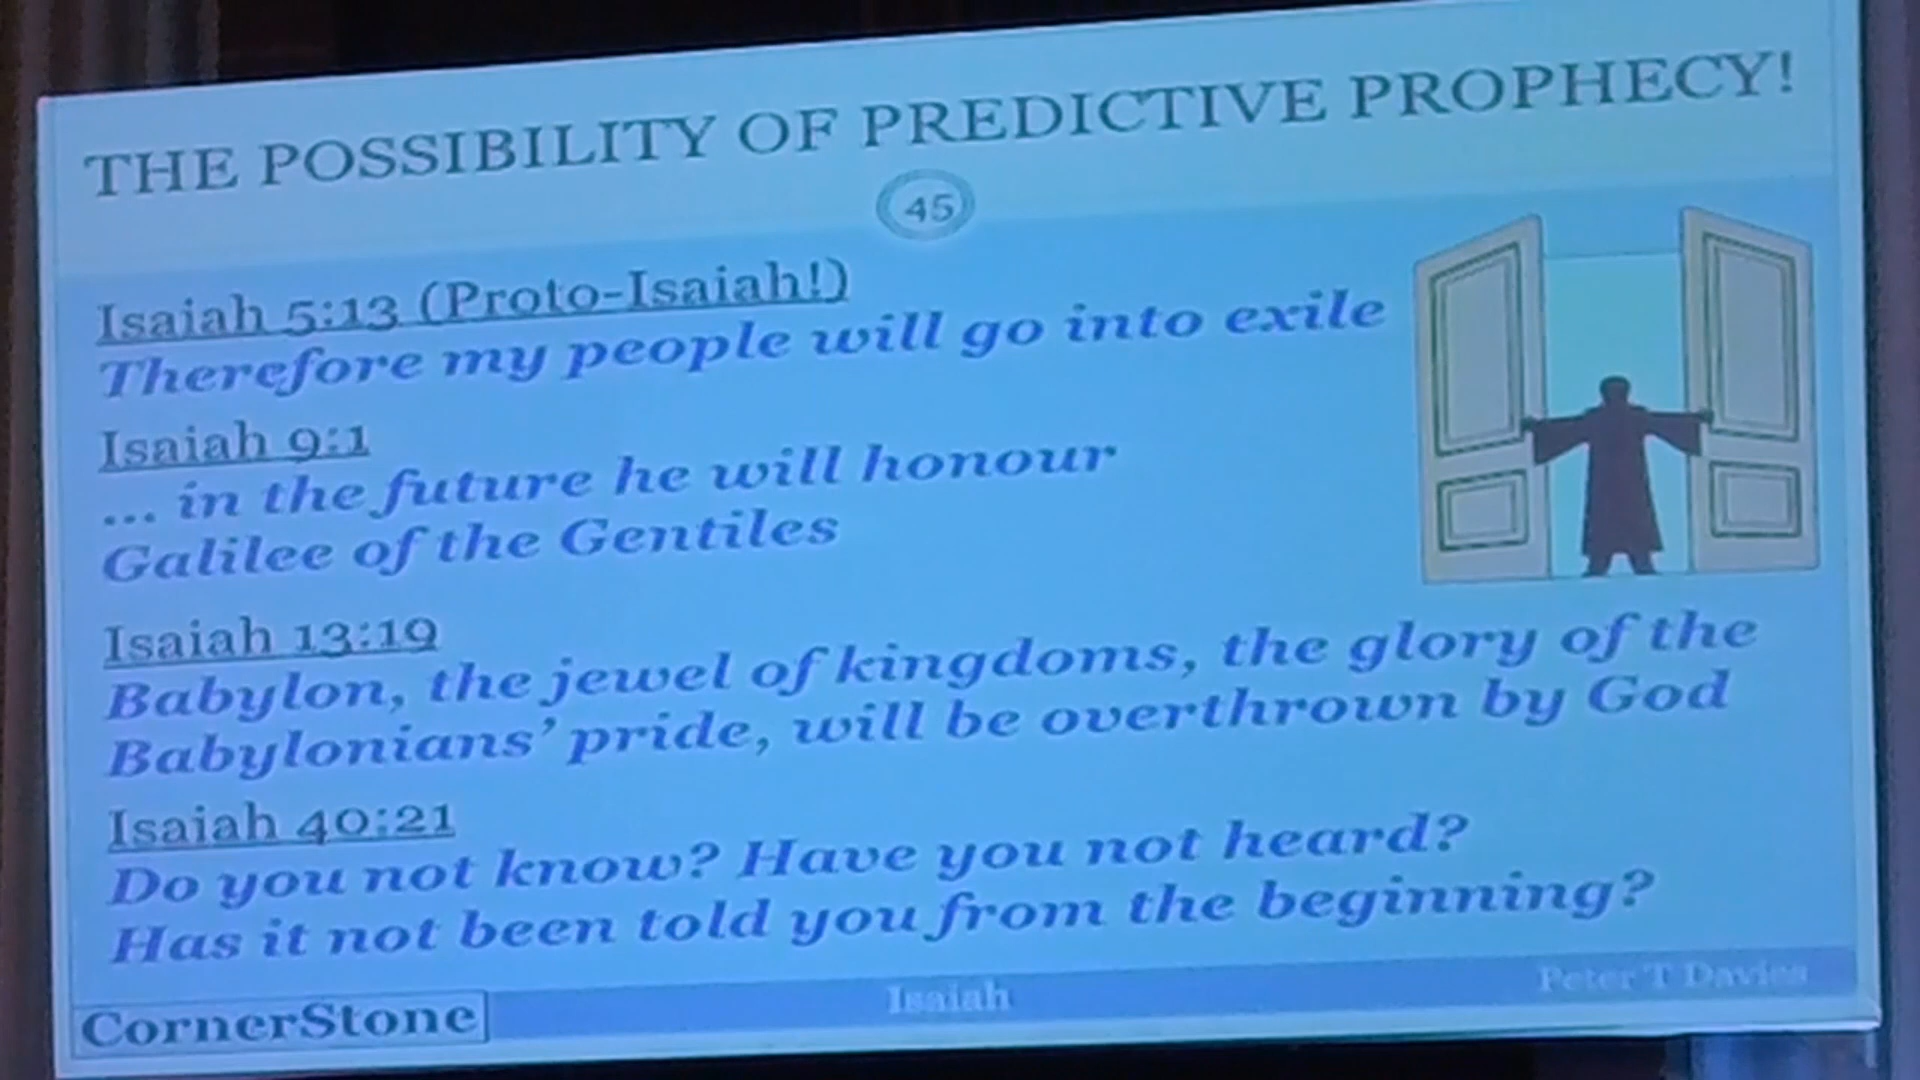 THE POSSIBILITY OF PREDICTIVE PROPHECY!
45
Isaiah 5:13 (Proto-Isaiah!)
Therefore my people will go into exile
Isaiah 9:1
... in the future he will honour
Galilee of the Gentiles
Isaiah 13:19
Babylon, the jewel of kingdoms, the glory of the
Babylonians’ pride, will be overthrown by God
Isaiah 40:21
Do you not know? Have you not heard?
Has it not been told you from the beginning?
CornerStone
Isaiah
Peter T Davies